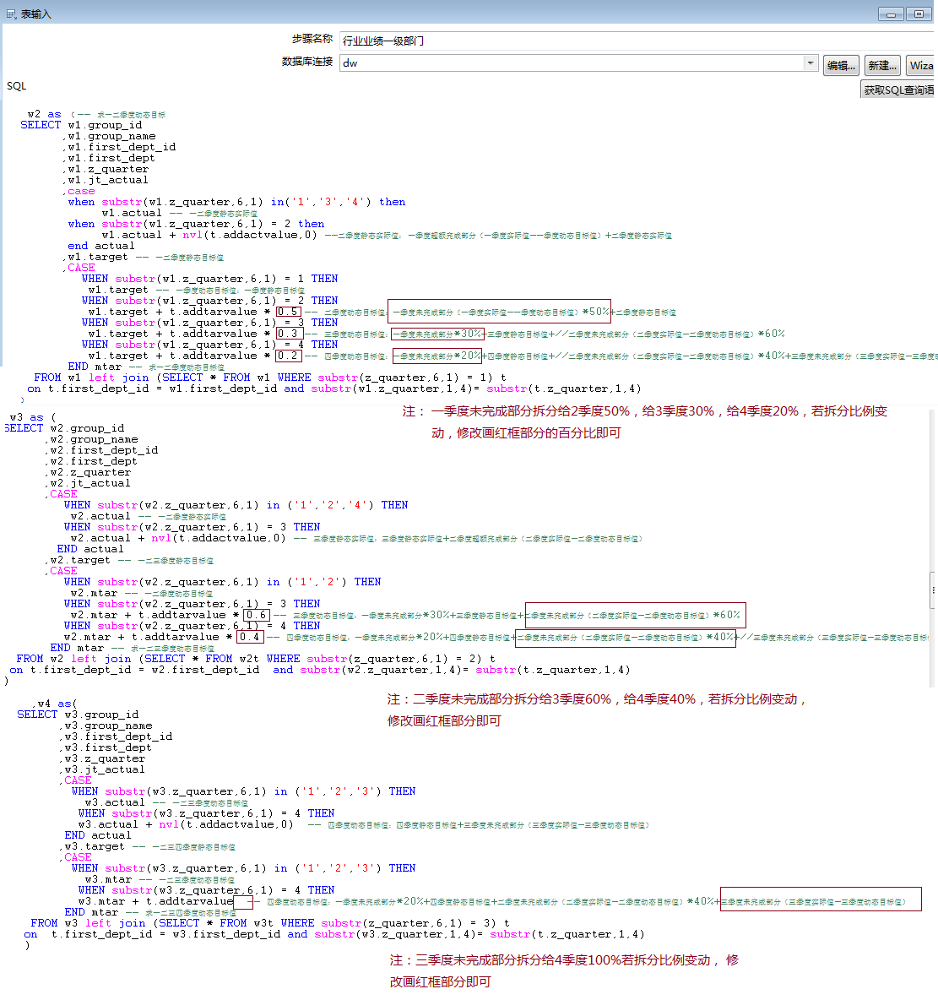 表输入
步骤名称 行业业绩一级部门
数据库连接 dw 编辑... 新建... Wiza
SQL
获取SQL查询语
w2 as （-- 求一二季度动态目标
SELECT w1.group_id
,w1.group_name
,w1.first_dept_id
,w1.first_dept
,w1.z_quarter
,w1.jt_actual
,case
when substr(w1.z_quarter,6,1) in('1','3','4') then
w1.actual -- 一二季度静态实际值
when substr(w1.z_quarter,6,1) = 2 then
w1.actual + nvl(t.addactvalue,0) --二季度静态实际值：一季度超额完成部分（一季度实际值--一季度动态目标值）+二季度静态实际值
end actual
,w1.target -- 一二季度静态目标值
,CASE
WHEN substr(w1.z_quarter,6,1) = 1 THEN
w1.target -- 一季度动态目标值：一季度静态目标值
WHEN substr(w1.z_quarter,6,1) = 2 THEN
w1.target + t.addtarvalue * 0.5 -- 二季度动态目标值：一季度未完成部分（一季度实际值--一季度动态目标值）*50%+二季度静态目标值
WHEN substr(w1.z_quarter,6,1) = 3 THEN
w1.target + t.addtarvalue * 0.3 -- 三季度动态目标值：一季度未完成部分*30%+三季度静态目标值+//二季度未完成部分（二季度实际值-二季度动态目标值）*60%
WHEN substr(w1.z_quarter,6,1) = 4 THEN
w1.target + t.addtarvalue * 0.2 -- 四季度动态目标值：一季度未完成部分*20%+四季度静态目标值+//二季度未完成部分（二季度实际值-二季度动态目标值）*40%+三季度未完成部分（三季度实际值-三季度
END mtar -- 求一二季度动态目标值
FROM w1 left join (SELECT * FROM w1 WHERE substr(z_quarter,6,1) = 1) t
on t.first_dept_id = w1.first_dept_id and substr(w1.z_quarter,1,4)= substr(t.z_quarter,1,4)
)
注： 一季度未完成部分拆分给2季度50%，给3季度30%，给4季度20%，若拆分比例变
动，修改画红框部分的百分比即可
w3 as (
SELECT w2.group_id
,w2.group_name
,w2.first_dept_id
,w2.first_dept
,w2.z_quarter
,w2.jt_actual
,CASE
WHEN substr(w2.z_quarter,6,1) in ('1','2','4') THEN
w2.actual -- 一二季度静态实际值
WHEN substr(w2.z_quarter,6,1) = 3 THEN
w2.actual + nvl(t.addactvalue,0) -- 三季度静态实际值：三季度静态实际值+二季度超额完成部分（二季度实际值-二季度动态目标值）
END actual
,w2.target -- 一二三季度静态目标值
,CASE
WHEN substr(w2.z_quarter,6,1) in ('1','2') THEN
w2.mtar -- 一二季度动态目标值
WHEN substr(w2.z_quarter,6,1) = 3 THEN
w2.mtar + t.addtarvalue * 0.6 -- 三季度动态目标值：一季度未完成部分*30%+三季度静态目标值+二季度未完成部分（二季度实际值-二季度动态目标值）*60%
WHEN substr(w2.z_quarter,6,1) = 4 THEN
w2.mtar + t.addtarvalue * 0.4 -- 四季度动态目标值：一季度未完成部分*20%+四季度静态目标值+二季度未完成部分（二季度实际值-二季度动态目标值）*40%+//三季度未完成部分（三季度实际值-三季度动态目标
END mtar -- 求一二三季度动态目标值
FROM w2 left join (SELECT * FROM w2t WHERE substr(z_quarter,6,1) = 2) t
on t.first_dept_id = w2.first_dept_id  and substr(w2.z_quarter,1,4)= substr(t.z_quarter,1,4)
)
注：二季度未完成部分拆分给3季度60%，给4季度40%，若拆分比例变动，
修改画红框部分即可
,w4 as(
SELECT w3.group_id
,w3.group_name
,w3.first_dept_id
,w3.first_dept
,w3.z_quarter
,w3.jt_actual
,CASE
WHEN substr(w3.z_quarter,6,1) in ('1','2','3') THEN
w3.actual -- 一二三季度动态目标值
WHEN substr(w3.z_quarter,6,1) = 4 THEN
w3.actual + nvl(t.addactvalue,0)  -- 四季度动态目标值：四季度静态目标值+三季度未完成部分（三季度实际值-三季度动态目标值）
END actual
,w3.target -- 一二三四季度静态目标值
,CASE
WHEN substr(w3.z_quarter,6,1) in ('1','2','3') THEN
w3.mtar -- 一二三季度动态目标值
WHEN substr(w3.z_quarter,6,1) = 4 THEN
w3.mtar + t.addtarvalue -- 四季度动态目标值：一季度未完成部分*20%+四季度静态目标值+二季度未完成部分（二季度实际值-二季度动态目标值）*40%+三季度未完成部分（三季度实际值-三季度动态目标值）
END mtar -- 求一二三四季度动态目标值
FROM w3 left join (SELECT * FROM w3t WHERE substr(z_quarter,6,1) = 3) t
on  t.first_dept_id = w3.first_dept_id and substr(w3.z_quarter,1,4)= substr(t.z_quarter,1,4)
)
注：三季度未完成部分拆分给4季度100%若拆分比例变动， 修
改画红框部分即可